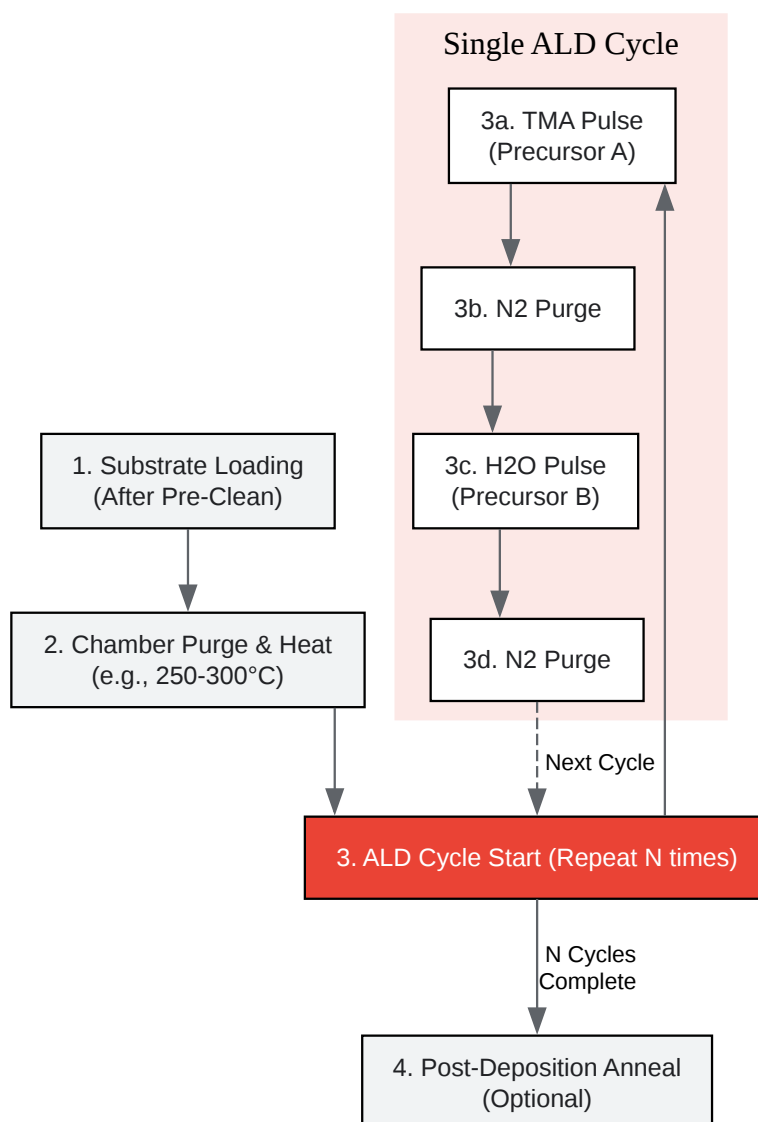 Single ALD Cycle
3a. TMA Pulse
(Precursor A)
3b. N2 Purge
3c. H2O Pulse
(Precursor B)
1. Substrate Loading
(After Pre-Clean)
2. Chamber Purge & Heat
(e.g., 250-300°C)
3d. N2 Purge
Next Cycle
3. ALD Cycle Start (Repeat N times)
N Cycles
Complete
4. Post-Deposition Anneal
(Optional)